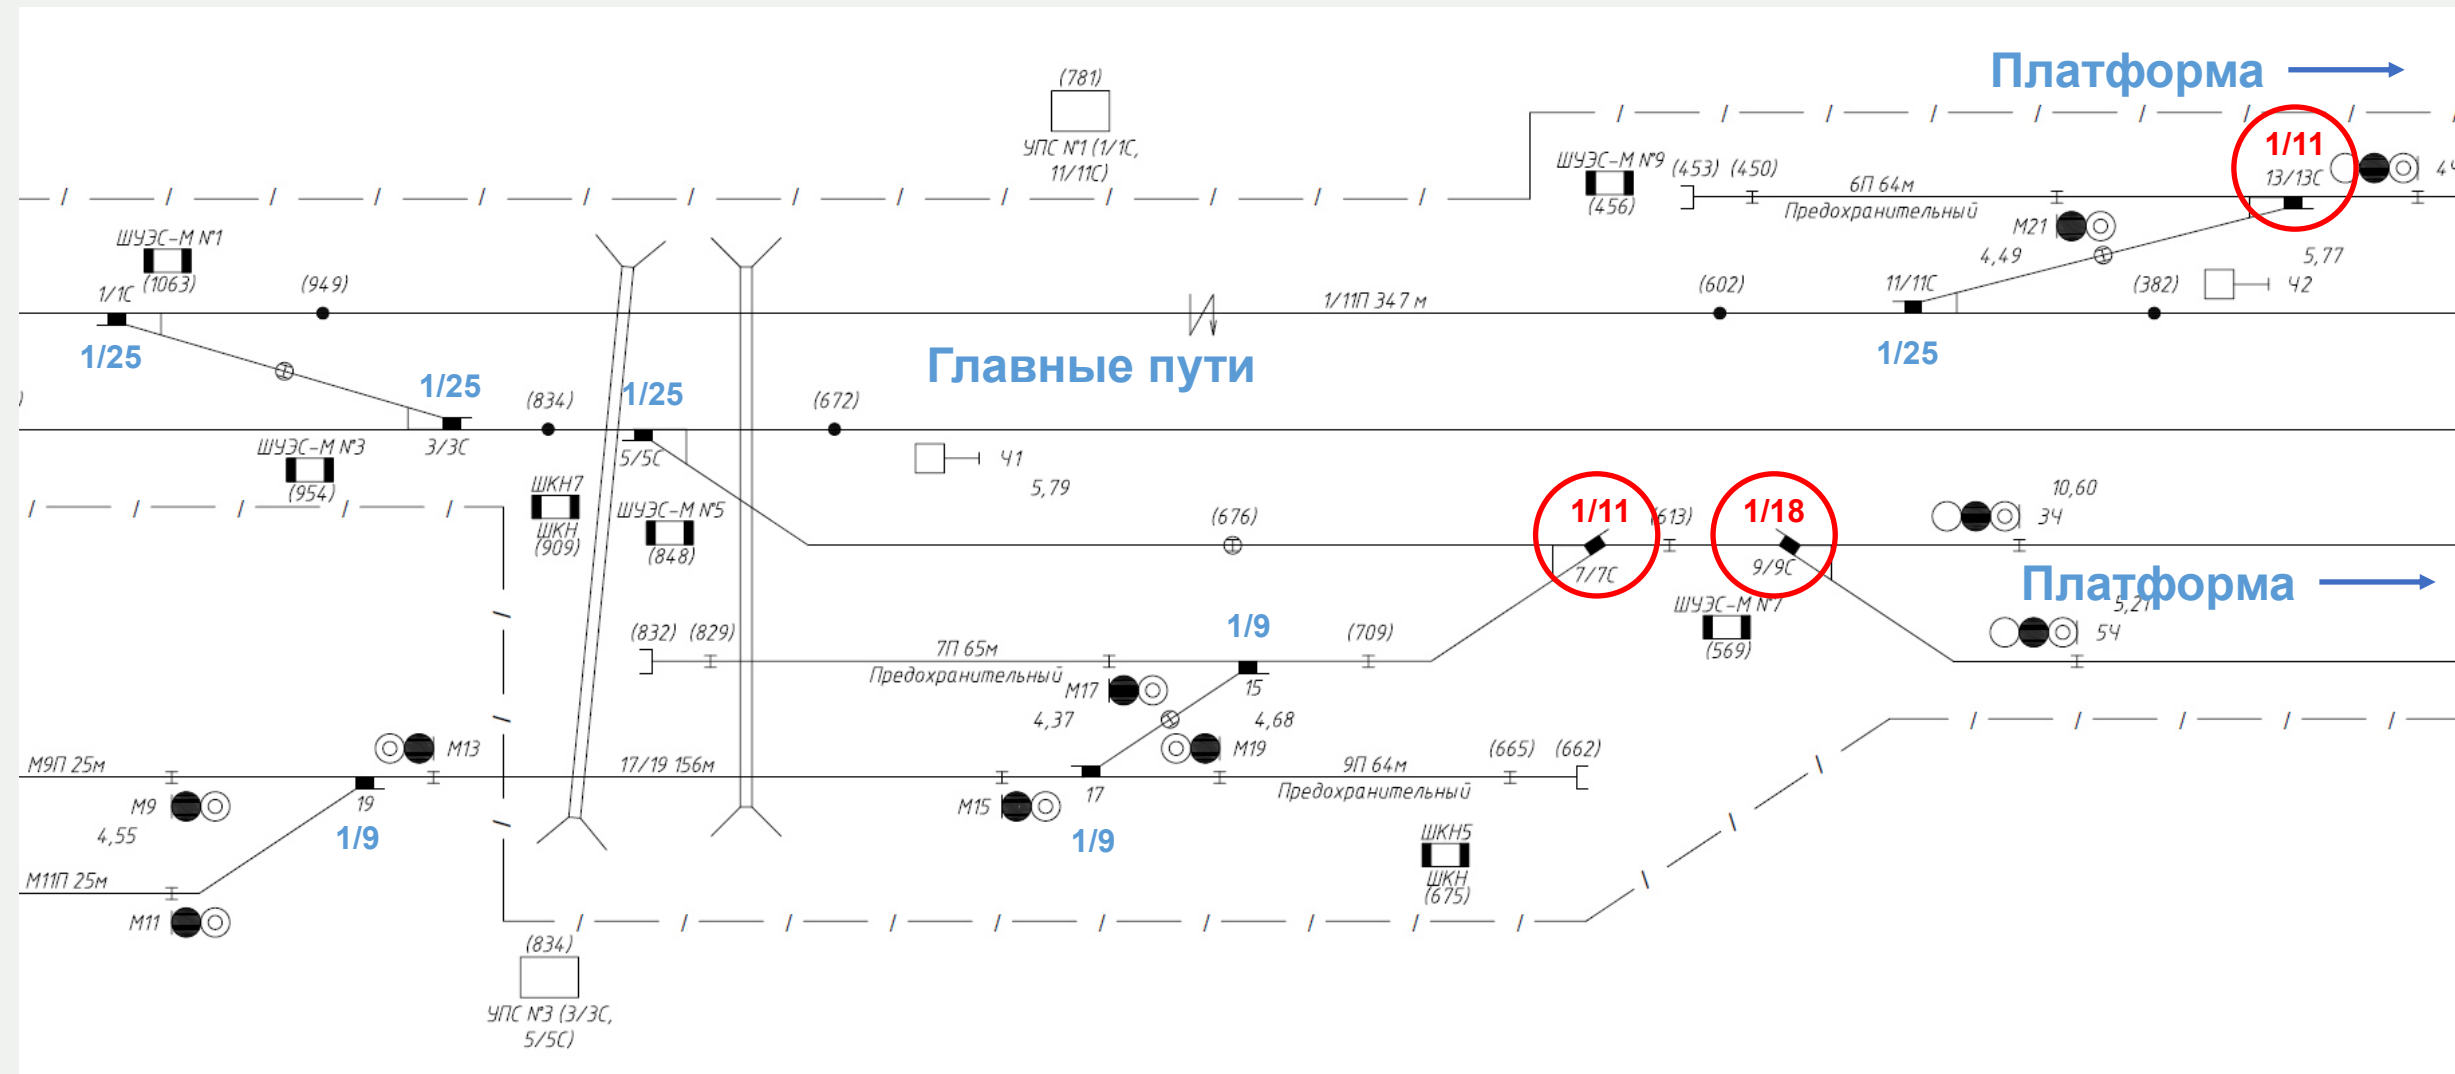 Платформа
(781)
УПС №1 (1/1С,
11/11С)
1/11
13/13С
ШУЭС-М №9
(453) (450)
6П 64м
(456)
Предохранительный
М21
4,49
5,77
ШУЭС-М №1
(1063)
1/1С
(949)
1/11П 347 м
(602)
11/11С
(382)
Ч2
1/25
Главные пути
1/25
1/25
(834)
1/25
(672)
ШУЭС-М №3
3/3С
(954)
5/5С
Ч1
5,79
ШКН7
ШКН
(909)
ШУЭС-М №5
(848)
(676)
1/11
(613)
1/18
10,60
3Ч
7/7С
9/9С
Платформа
ШУЭС-М №7
(569)
5,21
5Ч
(832) (829)
7П 65м
Предохранительный
1/9
(709)
М17
15
4,37
4,68
М13
М19
(665) (662)
М9П 25м
17/19 156м
9П 64м
Предохранительный
М9
19
М15
17
4,55
1/9
1/9
ШКН5
ШКН
(675)
М11П 25м
М11
(834)
УПС №3 (3/3С,
5/5С)